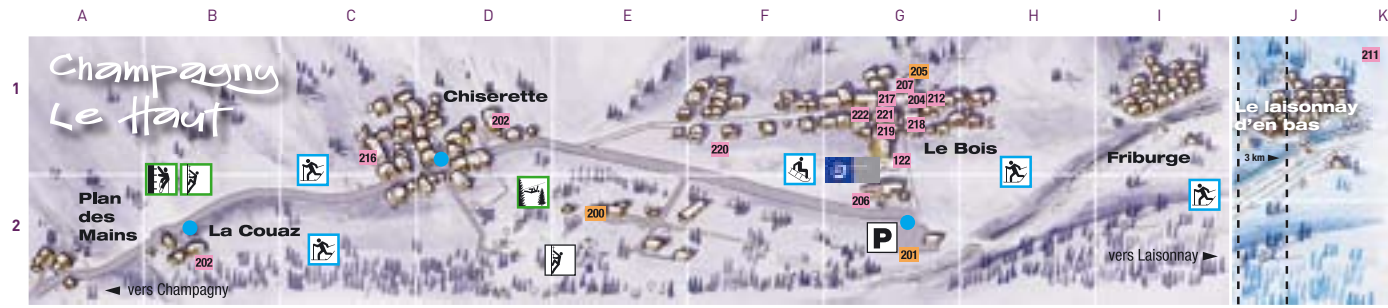 A B C D E F G H I J K
1
2
Champagny
Le Haut
Chiserette
202
216
Plan
des
Mains
La Couaz
202
vers Champagny
200
220
205
207
217 204 212
222 221
219 218
Le Bois
122
206
P
201
Friburge
vers Laisonnay
211
Le laisonnay
d'en bas
3 km